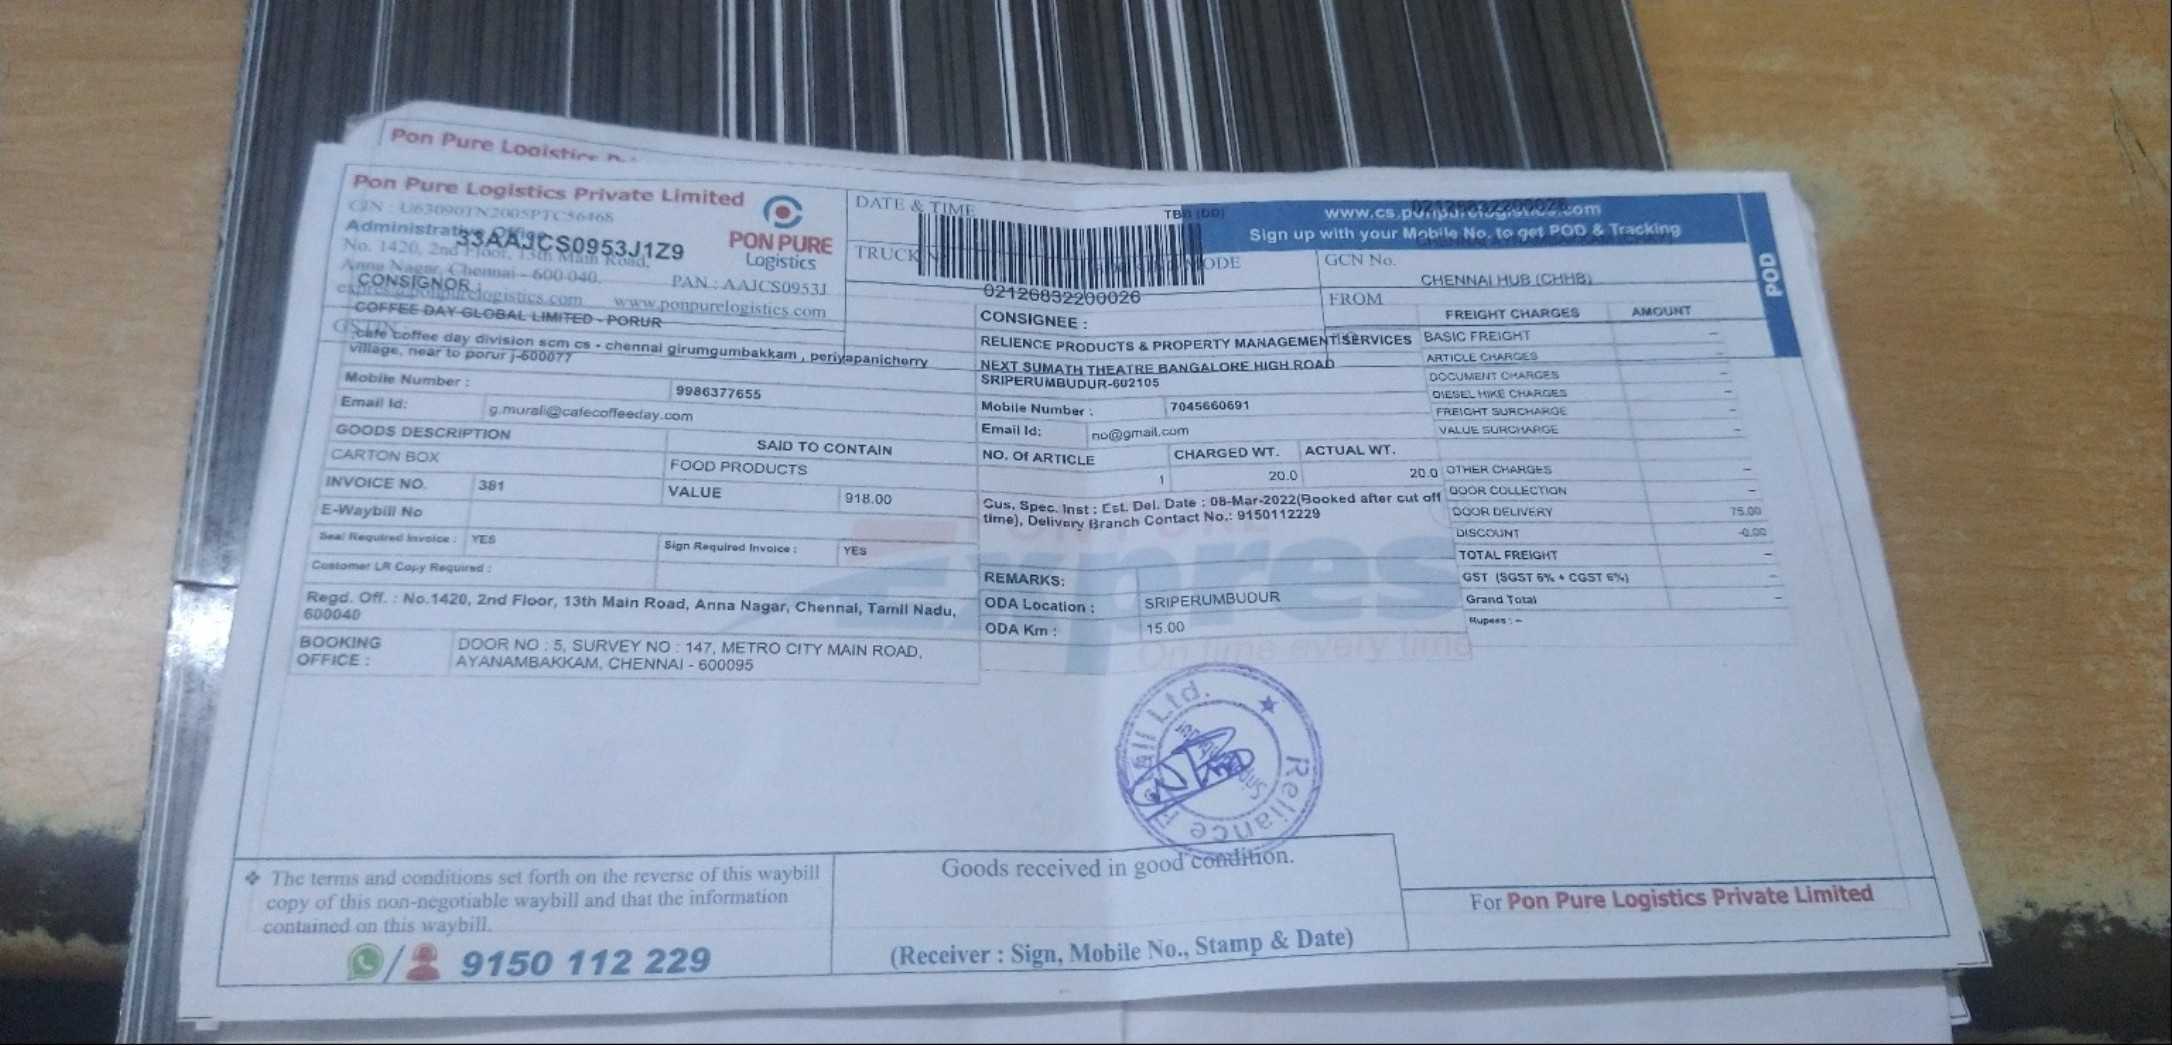 Pon Pure Logistics
Pon Pure Logistics Private Limited
CIN : U63090TN2005PTC56468
Administrative Office
33AAJCS0953J1Z9
No. 1420, 2nd Floor, 13th Main Road,
Anna Nagar, Chennai - 600 040.
PAN : AAJCS0953J
www.ponpurelogistics.com
PON PURE
Logistics
DATE & TIME
TBB (DD)
TRUCK
MODE
02126832200026
www.cs.ponpurelogistics.com
Sign up with your Mobile No. to get POD & Tracking
GCN No.
CHENNAI HUB (CHHB)
FROM
POD
CONSIGNOR :
COFFEE DAY GLOBAL LIMITED - PORUR
cafe coffee day division scm cs - chennai girumgumbakkam , periyapanicherry
village, near to porur j-600077
Mobile Number :
9986377655
Email Id:
g.murali@cafecoffeeday.com
GOODS DESCRIPTION
SAID TO CONTAIN
CARTON BOX
FOOD PRODUCTS
INVOICE NO.
381
VALUE
918.00
E-Waybill No
Seal Required Invoice :
YES
Sign Required Invoice :
YES
Customer LR Copy Required :
Regd. Off. : No.1420, 2nd Floor, 13th Main Road, Anna Nagar, Chennai, Tamil Nadu,
600040
BOOKING
OFFICE :
DOOR NO : 5, SURVEY NO : 147, METRO CITY MAIN ROAD,
AYANAMBAKKAM, CHENNAI - 600095
CONSIGNEE :
RELIENCE PRODUCTS & PROPERTY MANAGEMENT SERVICES
NEXT SUMATH THEATRE BANGALORE HIGH ROAD
SRIPERUMBUDUR-602105
Mobile Number :
7045660691
Email Id:
no@gmail.com
NO. Of ARTICLE
CHARGED WT.
ACTUAL WT.
1
20.0
20.0
Cus. Spec. Inst : Est. Del. Date : 08-Mar-2022(Booked after cut off
time), Delivery Branch Contact No.: 9150112229
REMARKS:
ODA Location :
SRIPERUMBUDUR
ODA Km :
15.00
Express
On time every time
FREIGHT CHARGES
AMOUNT
BASIC FREIGHT
–
ARTICLE CHARGES
–
DOCUMENT CHARGES
–
DIESEL HIKE CHARGES
–
FREIGHT SURCHARGE
–
VALUE SURCHARGE
–
OTHER CHARGES
–
DOOR COLLECTION
–
DOOR DELIVERY
75.00
DISCOUNT
-0.00
TOTAL FREIGHT
–
GST (SGST 6% + CGST 6%)
–
Grand Total
–
Rupees : –
Reliance
Ltd.
❖ The terms and conditions set forth on the reverse of this waybill
copy of this non-negotiable waybill and that the information
contained on this waybill.
/ 9150 112 229
Goods received in good condition.
(Receiver : Sign, Mobile No., Stamp & Date)
For Pon Pure Logistics Private Limited